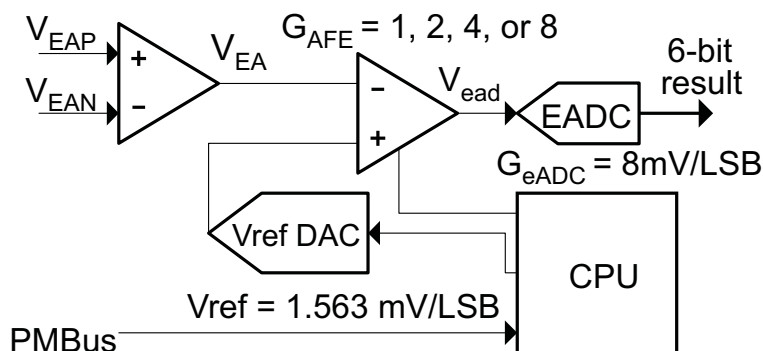 V_EAP
V_EAN
+
−
V_EA
G_AFE = 1, 2, 4, or 8
−
+
V_ead
EADC
6-bit
result
G_eADC = 8mV/LSB
Vref DAC
CPU
Vref = 1.563 mV/LSB
PMBus